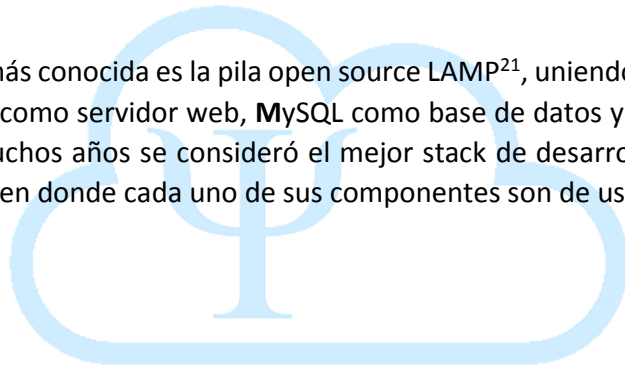 más conocida es la pila open source LAMP²¹, uniendo
como servidor web, MySQL como base de datos y
uchos años se consideró el mejor stack de desarro
en donde cada uno de sus componentes son de us
Ψ